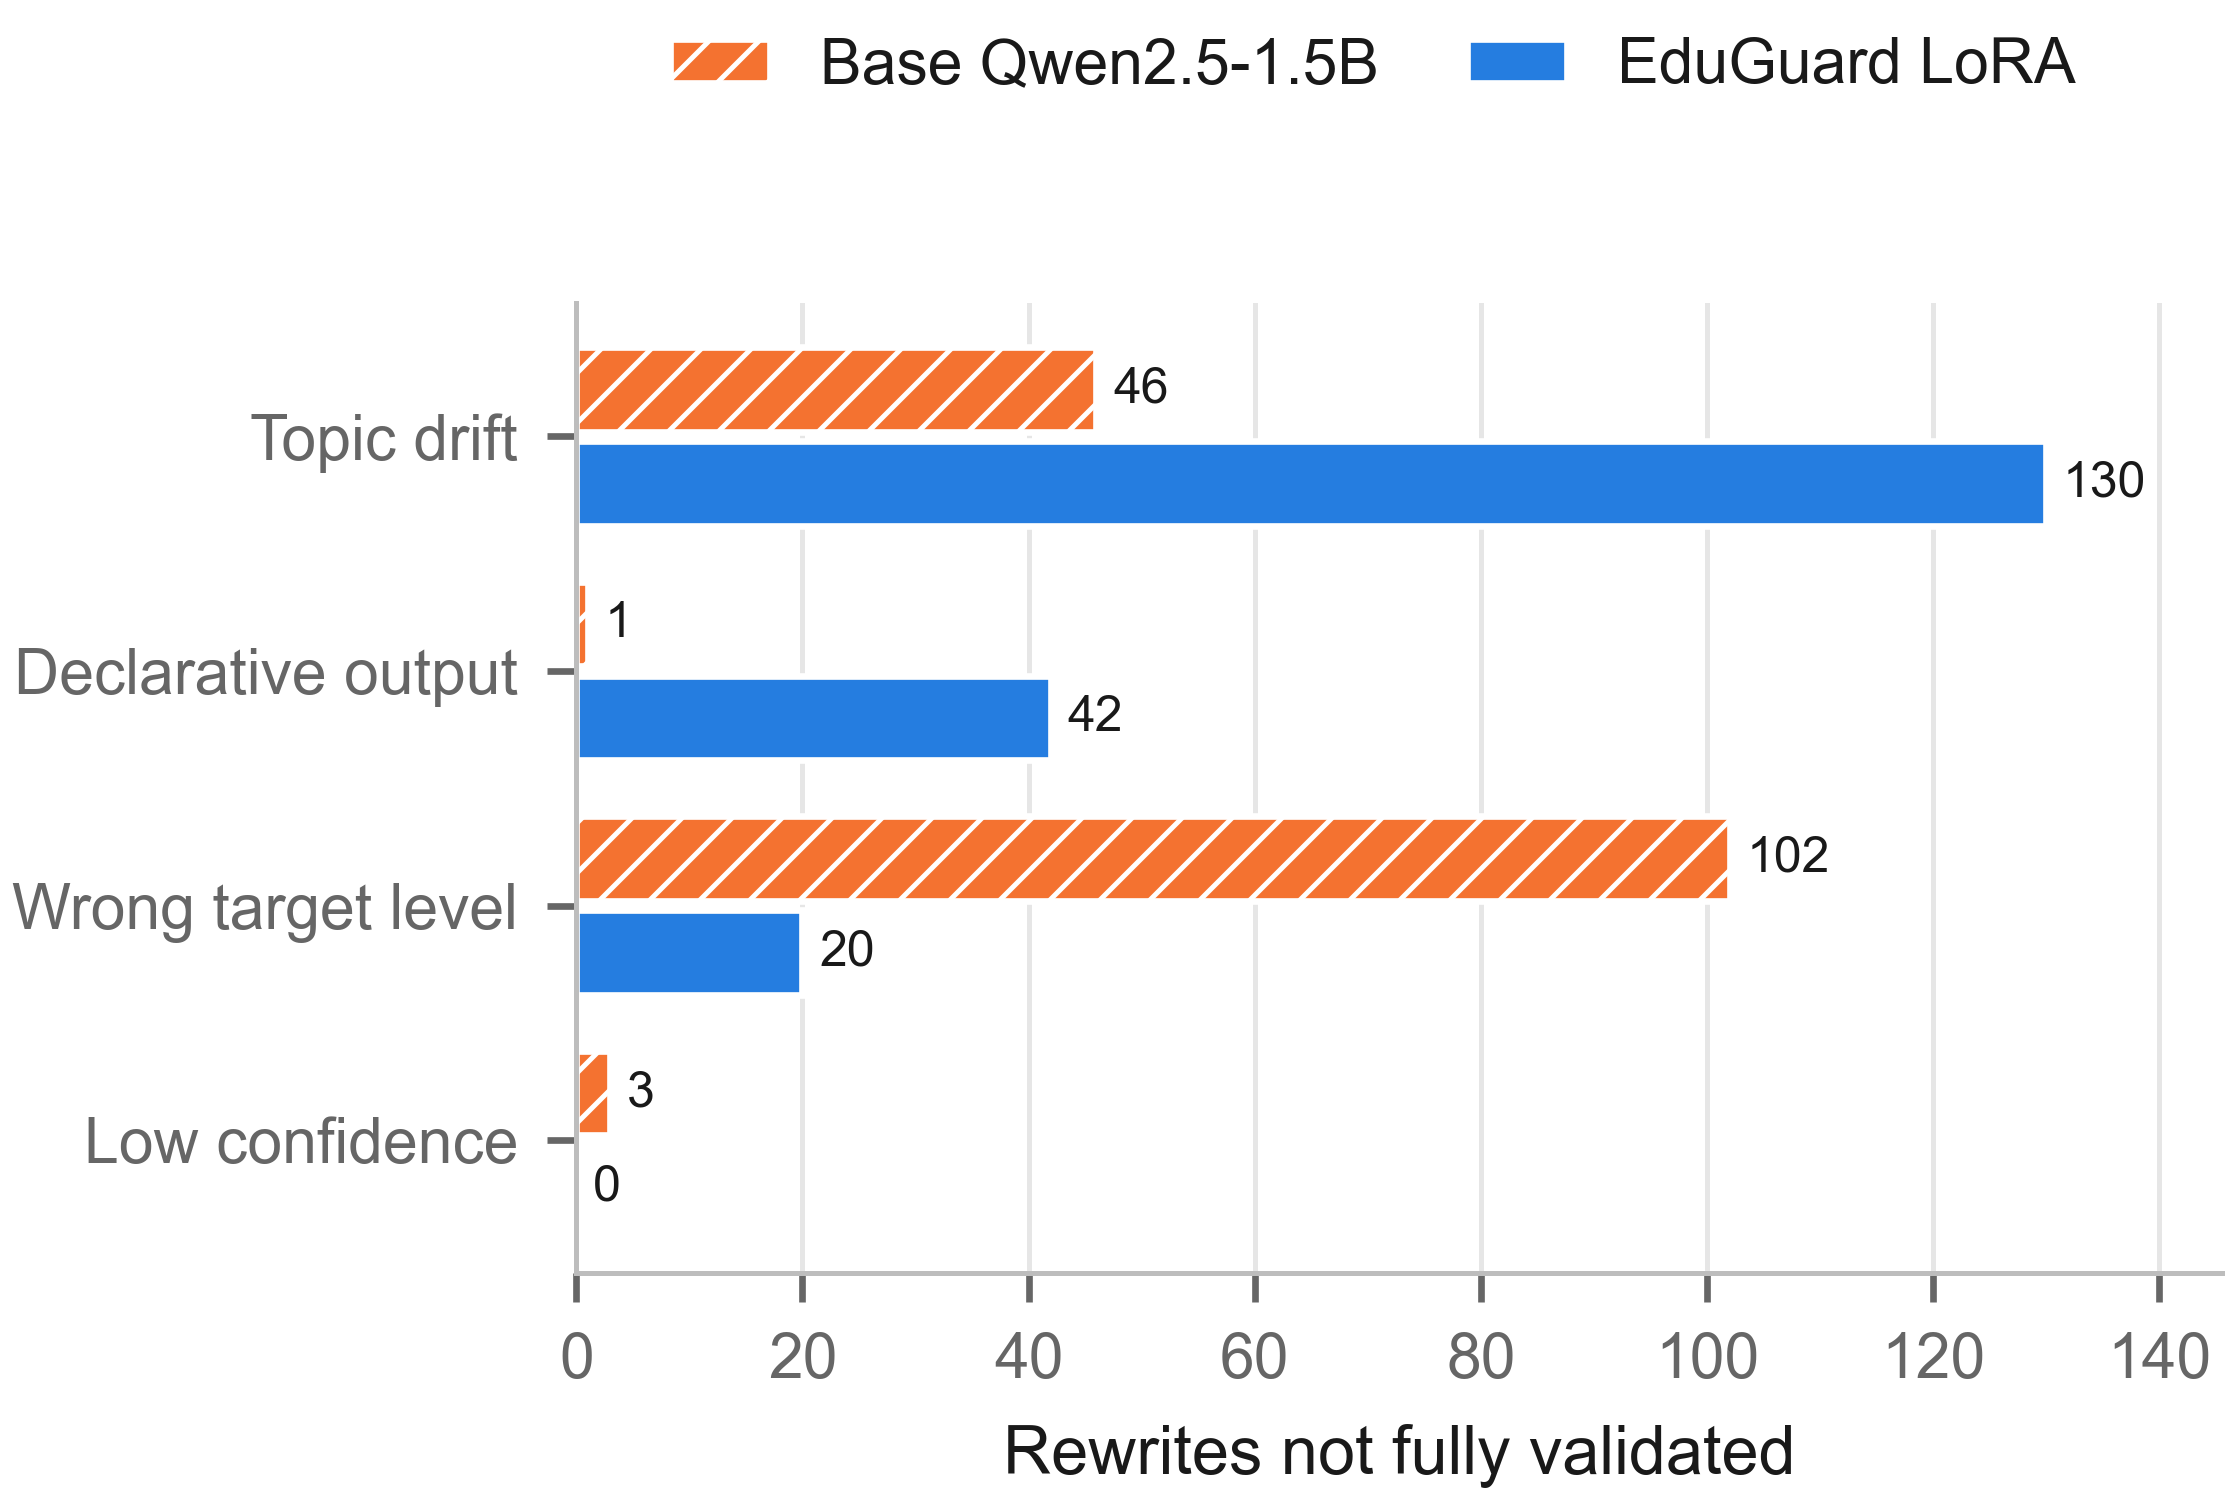 Base Qwen2.5-1.5B EduGuard LoRA
46
Topic drift
130
1
Declarative output
42
102
Wrong target level
20
3
Low confidence
0
0 20 40 60 80 100 120 140
Rewrites not fully validated